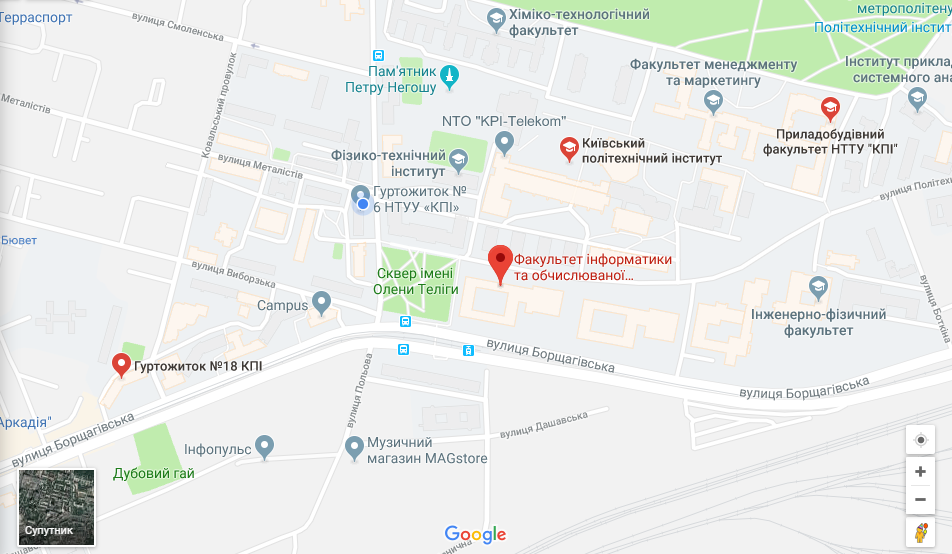 Терраспорт
вулиця Смоленська
Хіміко-технологічний
факультет
метрополітену
Політехнічний інститут
Пам'ятник
Петру Негошу
Факультет менеджменту
та маркетингу
Інститут приклад
системного ана
Металістів
Ковальський провулок
NTO "KPI-Telekom"
Київський
політехнічний інститут
Приладобудівний
факультет НТТУ "КПІ"
вулиця Металістів
Фізико-технічний
інститут
Гуртожиток №
6 НТУУ «КПІ»
вулиця Політехн
Бювет
вулиця Виборзька
Сквер імені
Олени Теліги
Факультет інформатики
та обчислюваної...
Campus
Інженерно-фізичний
факультет
вулиця Боткіна
вулиця Борщагівська
Гуртожиток №18 КПІ
вулиця Польова
вулиця Борщагівська
Аркадія"
вулиця Борщагівська
вулиця Дашавська
Інфопульс
Музичний
магазин MAGstore
Дубовий гай
Супутник
Google